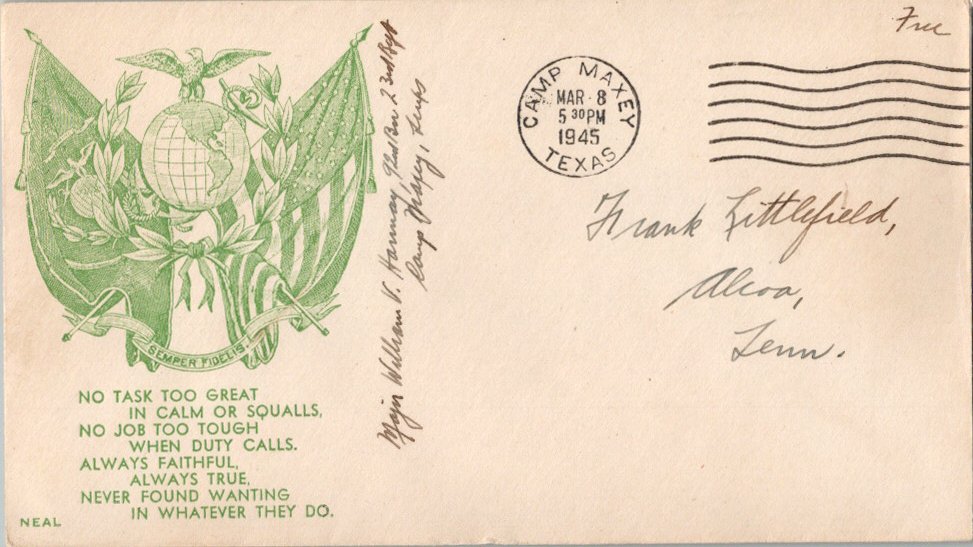 Free
CAMP MAXEY
MAR 8
5 30 PM
1945
TEXAS
Frank Littlefield,
Alcoa,
Tenn.
Major William V.
Camp Maxey, Texas
SEMPER FIDELIS
NO TASK TOO GREAT
IN CALM OR SQUALLS,
NO JOB TOO TOUGH
WHEN DUTY CALLS.
ALWAYS FAITHFUL,
ALWAYS TRUE,
NEVER FOUND WANTING
IN WHATEVER THEY DO.
NEAL